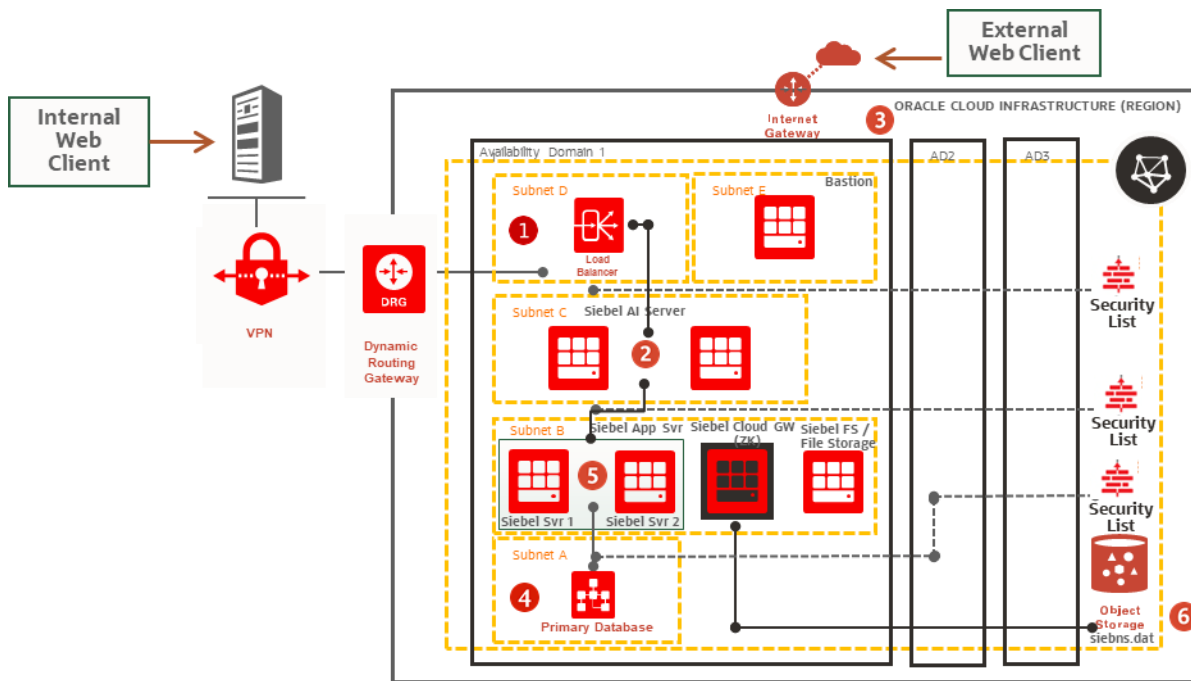 External
Web Client
Internal
Web
Client
ORACLE CLOUD INFRASTRUCTURE (REGION)
Internet
Gateway
3
Availability Domain 1
AD2
AD3
Subnet D
Subnet E
Bastion
1
Load
Balancer
DRG
VPN
Dynamic
Routing
Gateway
Security
List
Subnet C
Siebel AI Server
2
Security
List
Subnet B
Siebel App Svr
Siebel Cloud GW
(ZK)
Siebel FS /
File Storage
5
Siebel Svr 1
Siebel Svr 2
Security
List
Subnet A
4
Primary Database
Object
Storage
siebns.dat
6